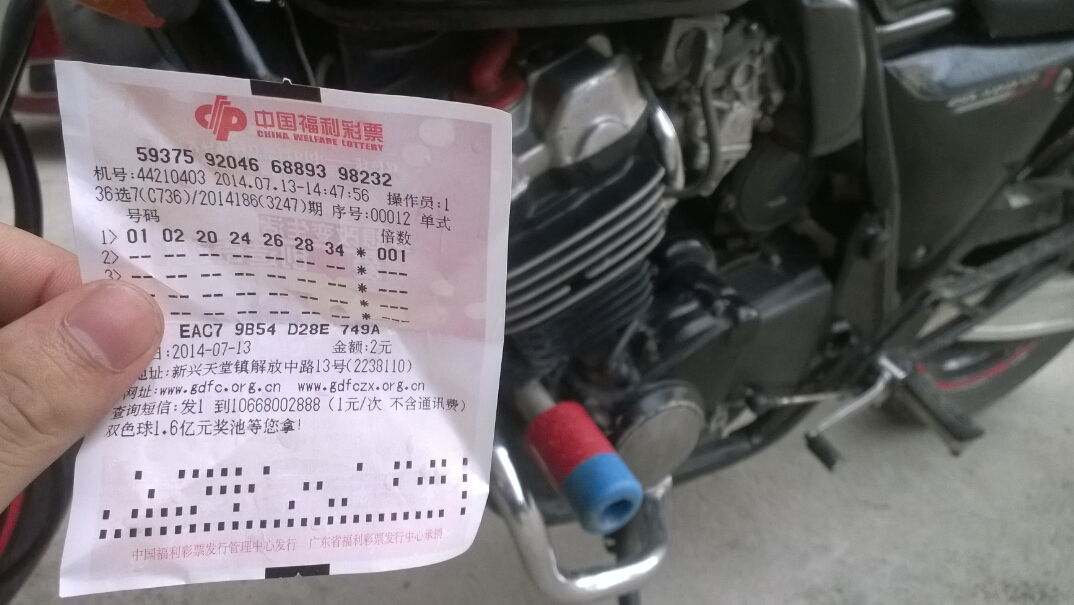 中国福利彩票
CHINA WELFARE LOTTERY
59375 92046 68893 98232
机号:44210403 2014.07.13-14:47:56 操作员:1
36选7(C736)/2014186(3247)期 序号:00012 单式
号码 倍数
1> 01 02 20 24 26 28 34 * 001
2> -- -- -- -- -- -- -- * ---
3> -- -- -- -- -- -- -- * ---
-- -- -- -- -- -- * ---
-- -- -- -- -- -- * ---
EAC7 9B54 D28E 749A
日:2014-07-13 金额:2元
地址:新兴天堂镇解放中路13号(2238110)
网址:www.gdfc.org.cn www.gdfczx.org.cn
查询短信:发1 到10668002888(1元/次 不含通讯费)
双色球1.6亿元奖池等您拿!
中国福利彩票发行管理中心发行 广东省福利彩票发行中心承销